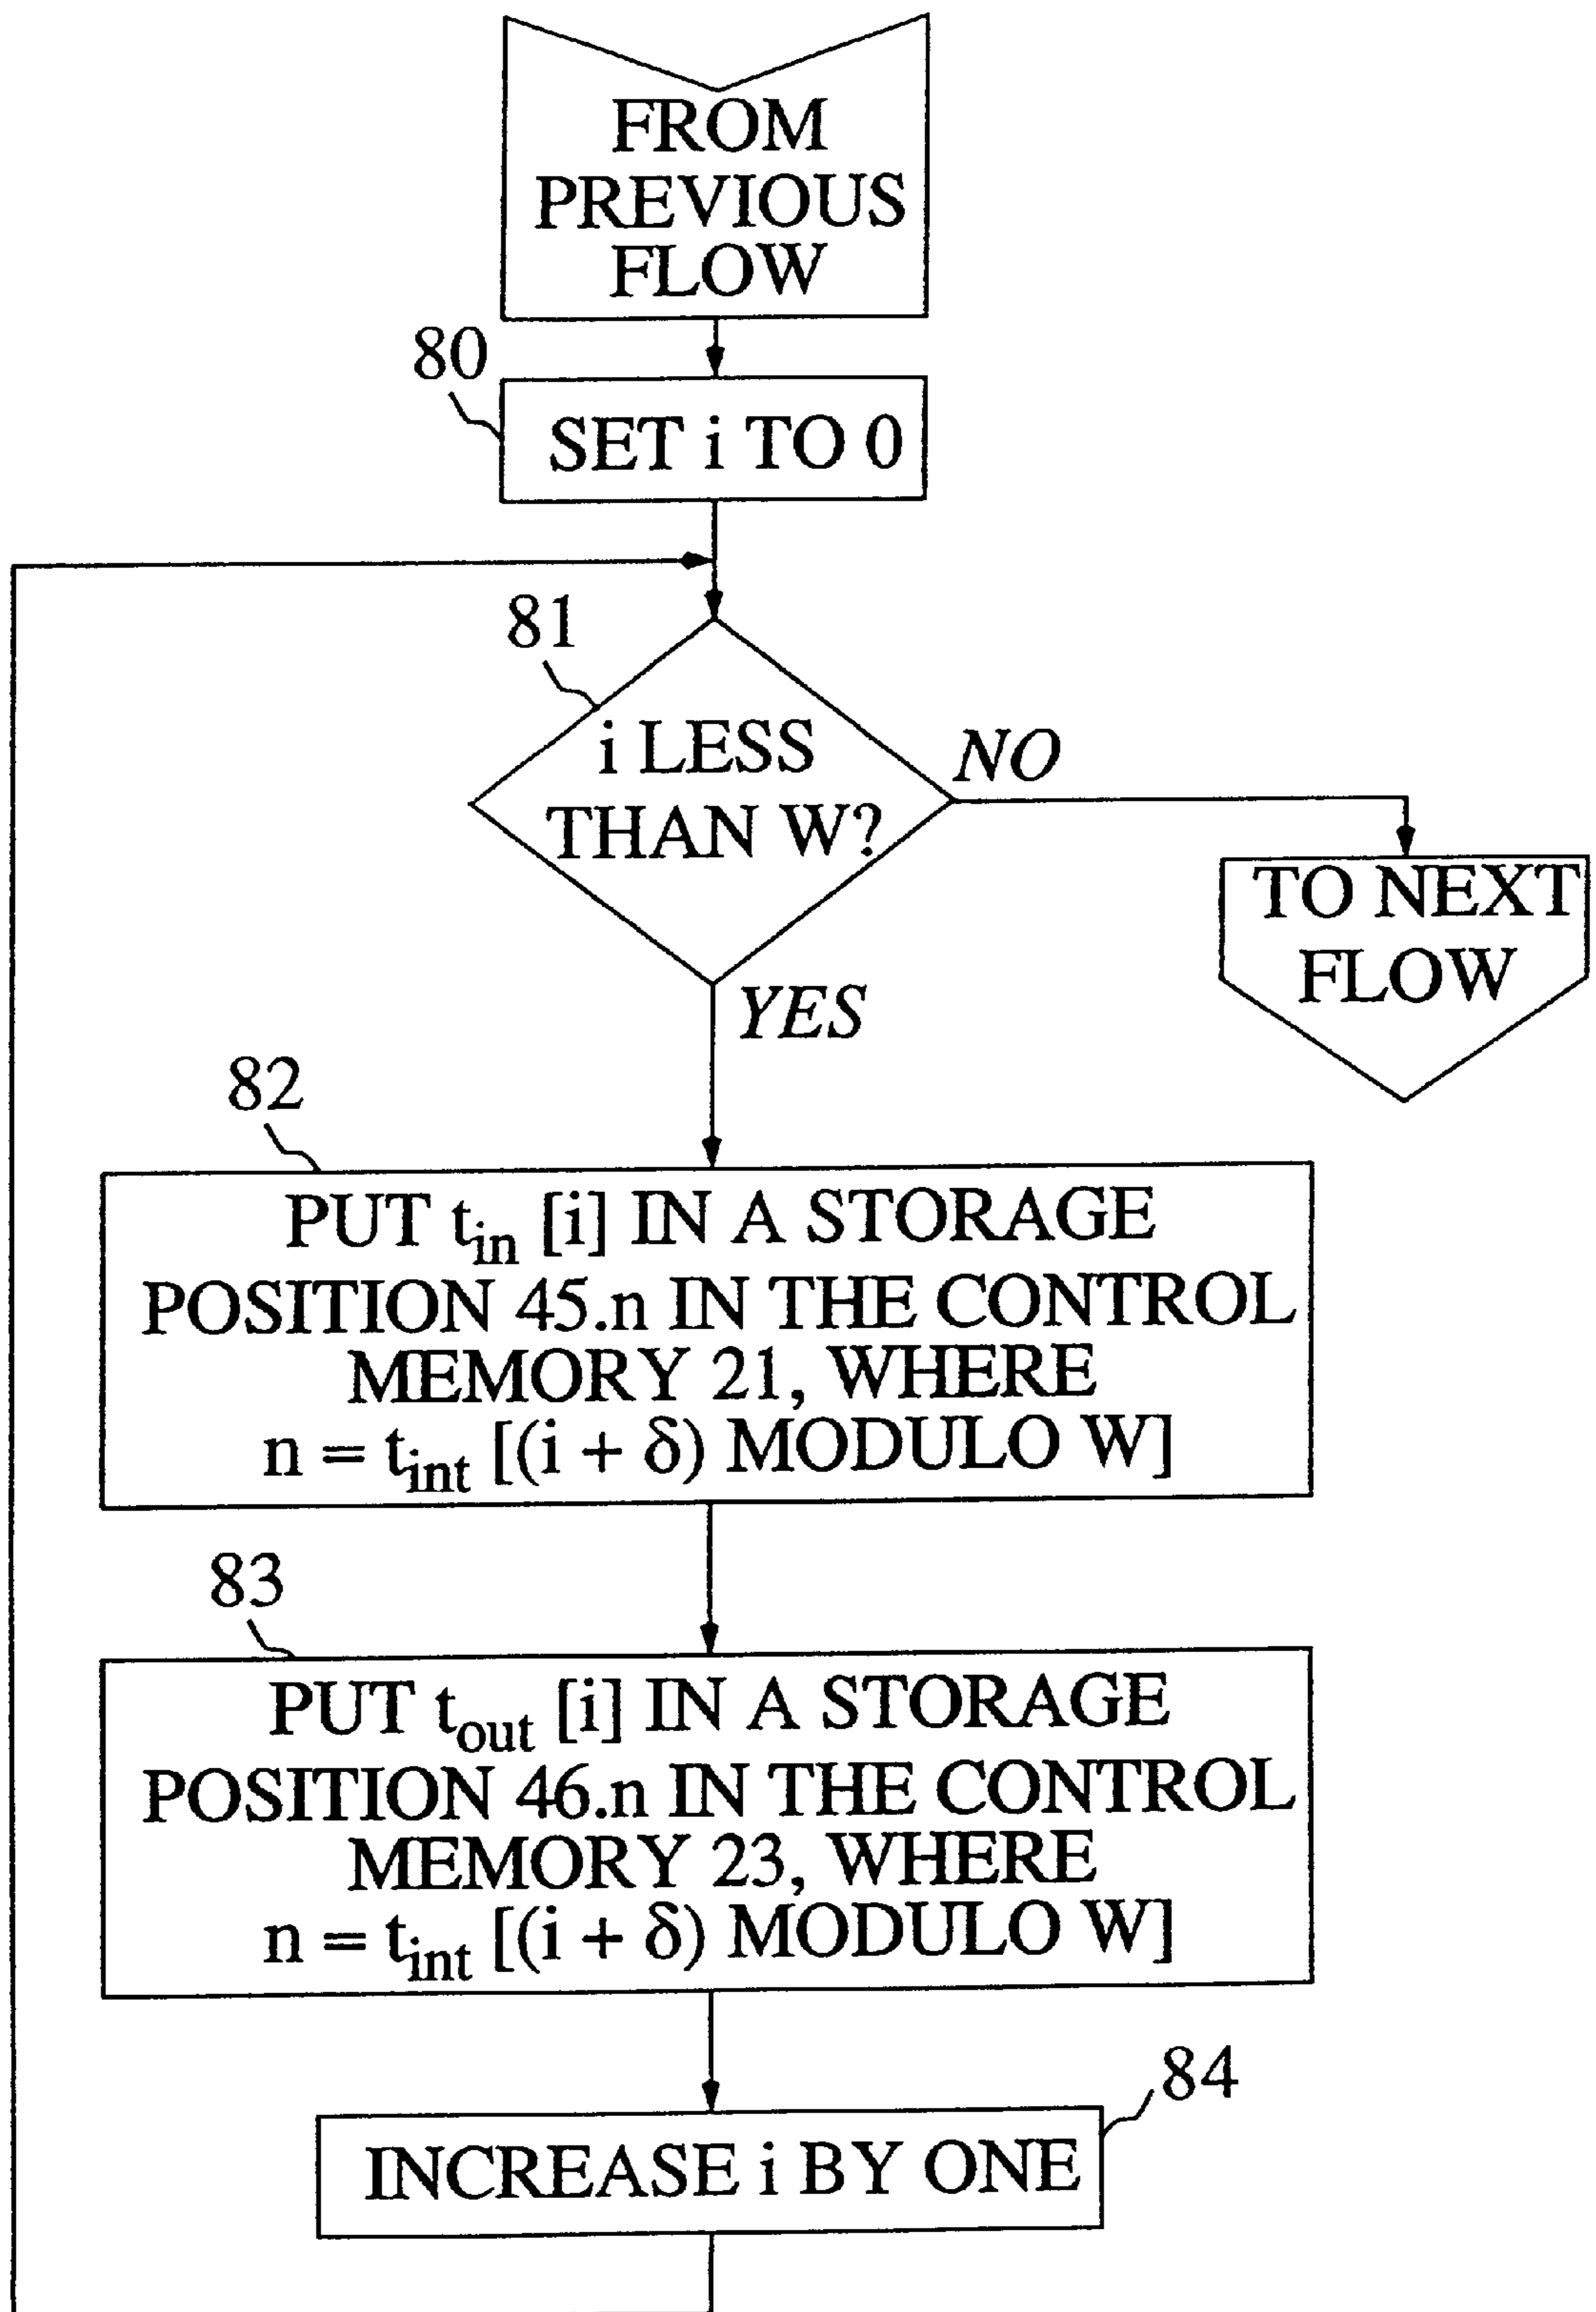 FROM
PREVIOUS
FLOW
80
SET i TO 0
81
i LESS
THAN W?
NO
TO NEXT
FLOW
YES
82
PUT t_in [i] IN A STORAGE
POSITION 45.n IN THE CONTROL
MEMORY 21, WHERE
n = t_int [(i + δ) MODULO W]
83
PUT t_out [i] IN A STORAGE
POSITION 46.n IN THE CONTROL
MEMORY 23, WHERE
n = t_int [(i + δ) MODULO W]
84
INCREASE i BY ONE